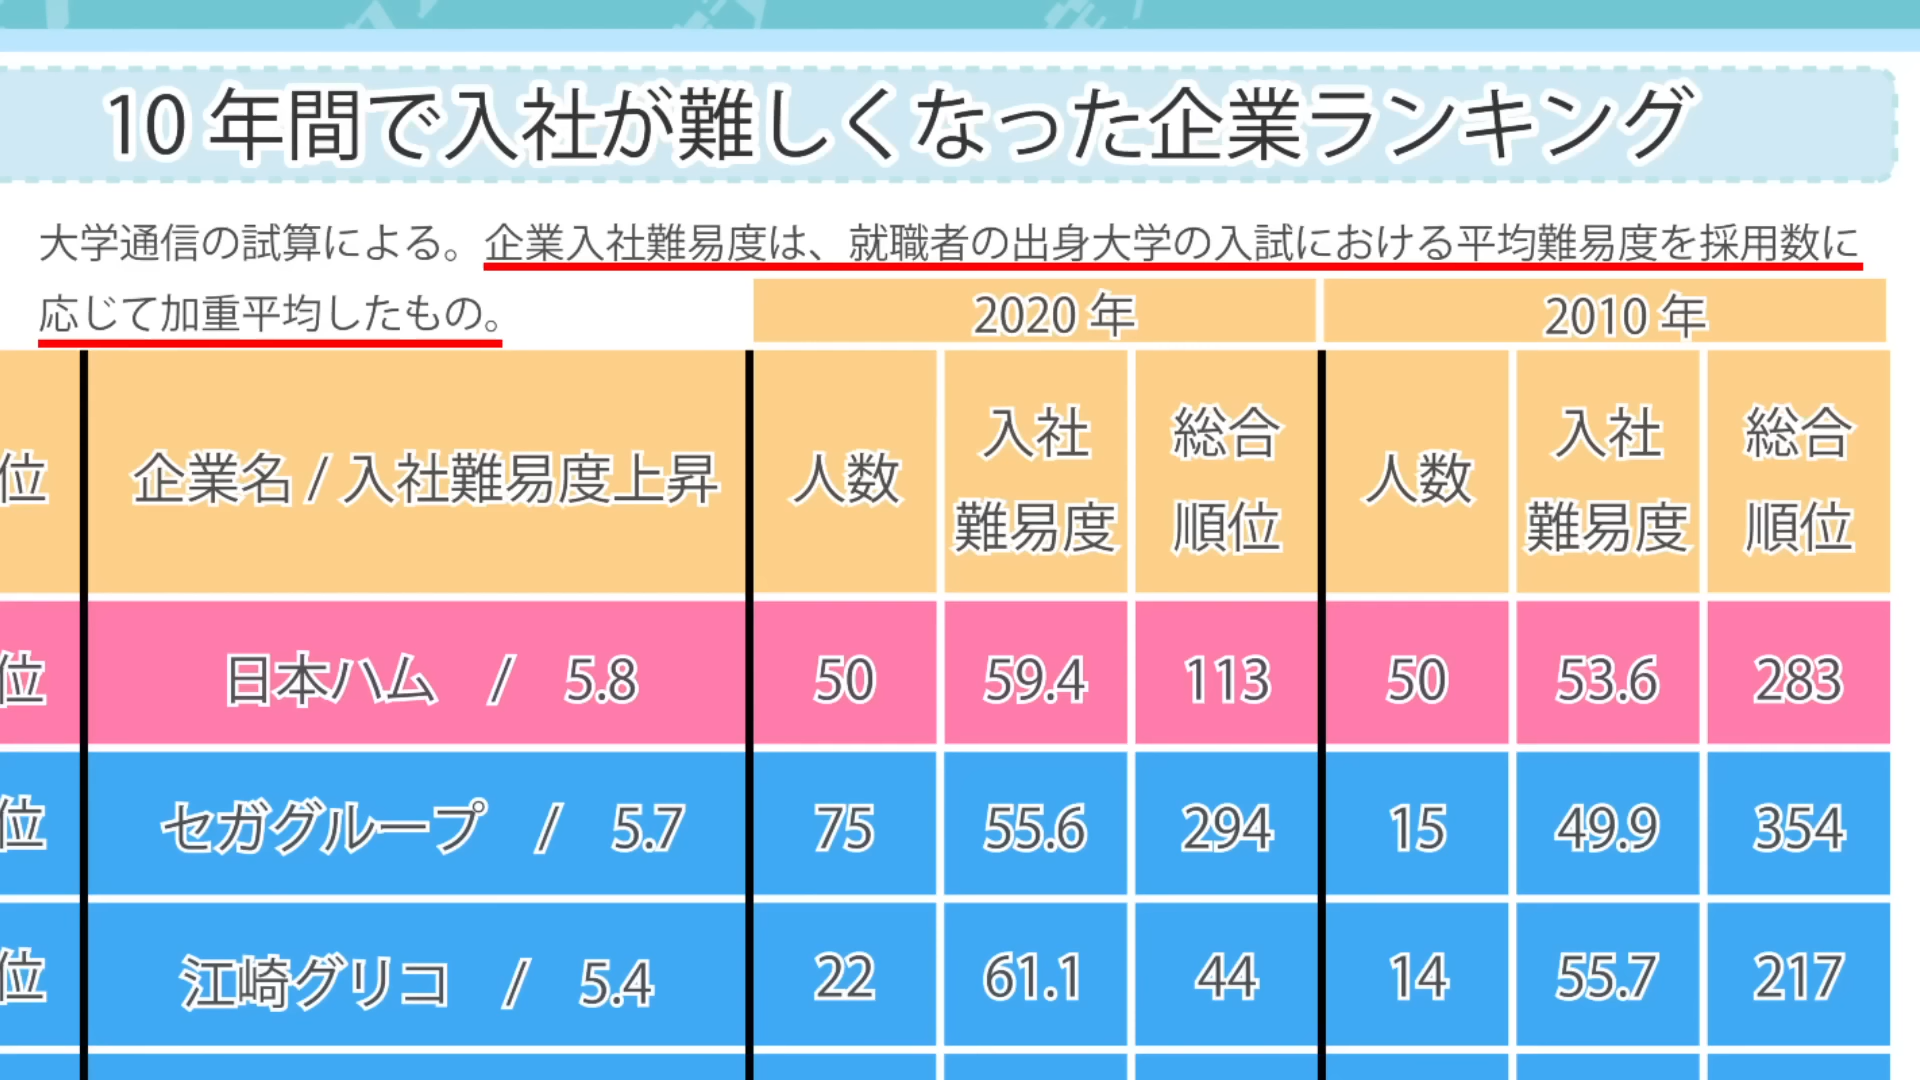 10年間で入社が難しくなった企業ランキング
大学通信の試算による。企業入社難易度は、就職者の出身大学の入試における平均難易度を採用数に
応じて加重平均したもの。
2020年 2010年
位 企業名 / 入社難易度上昇 人数 入社難易度 総合順位 人数 入社難易度 総合順位
位 日本ハム / 5.8 50 59.4 113 50 53.6 283
位 セガグループ / 5.7 75 55.6 294 15 49.9 354
位 江崎グリコ / 5.4 22 61.1 44 14 55.7 217